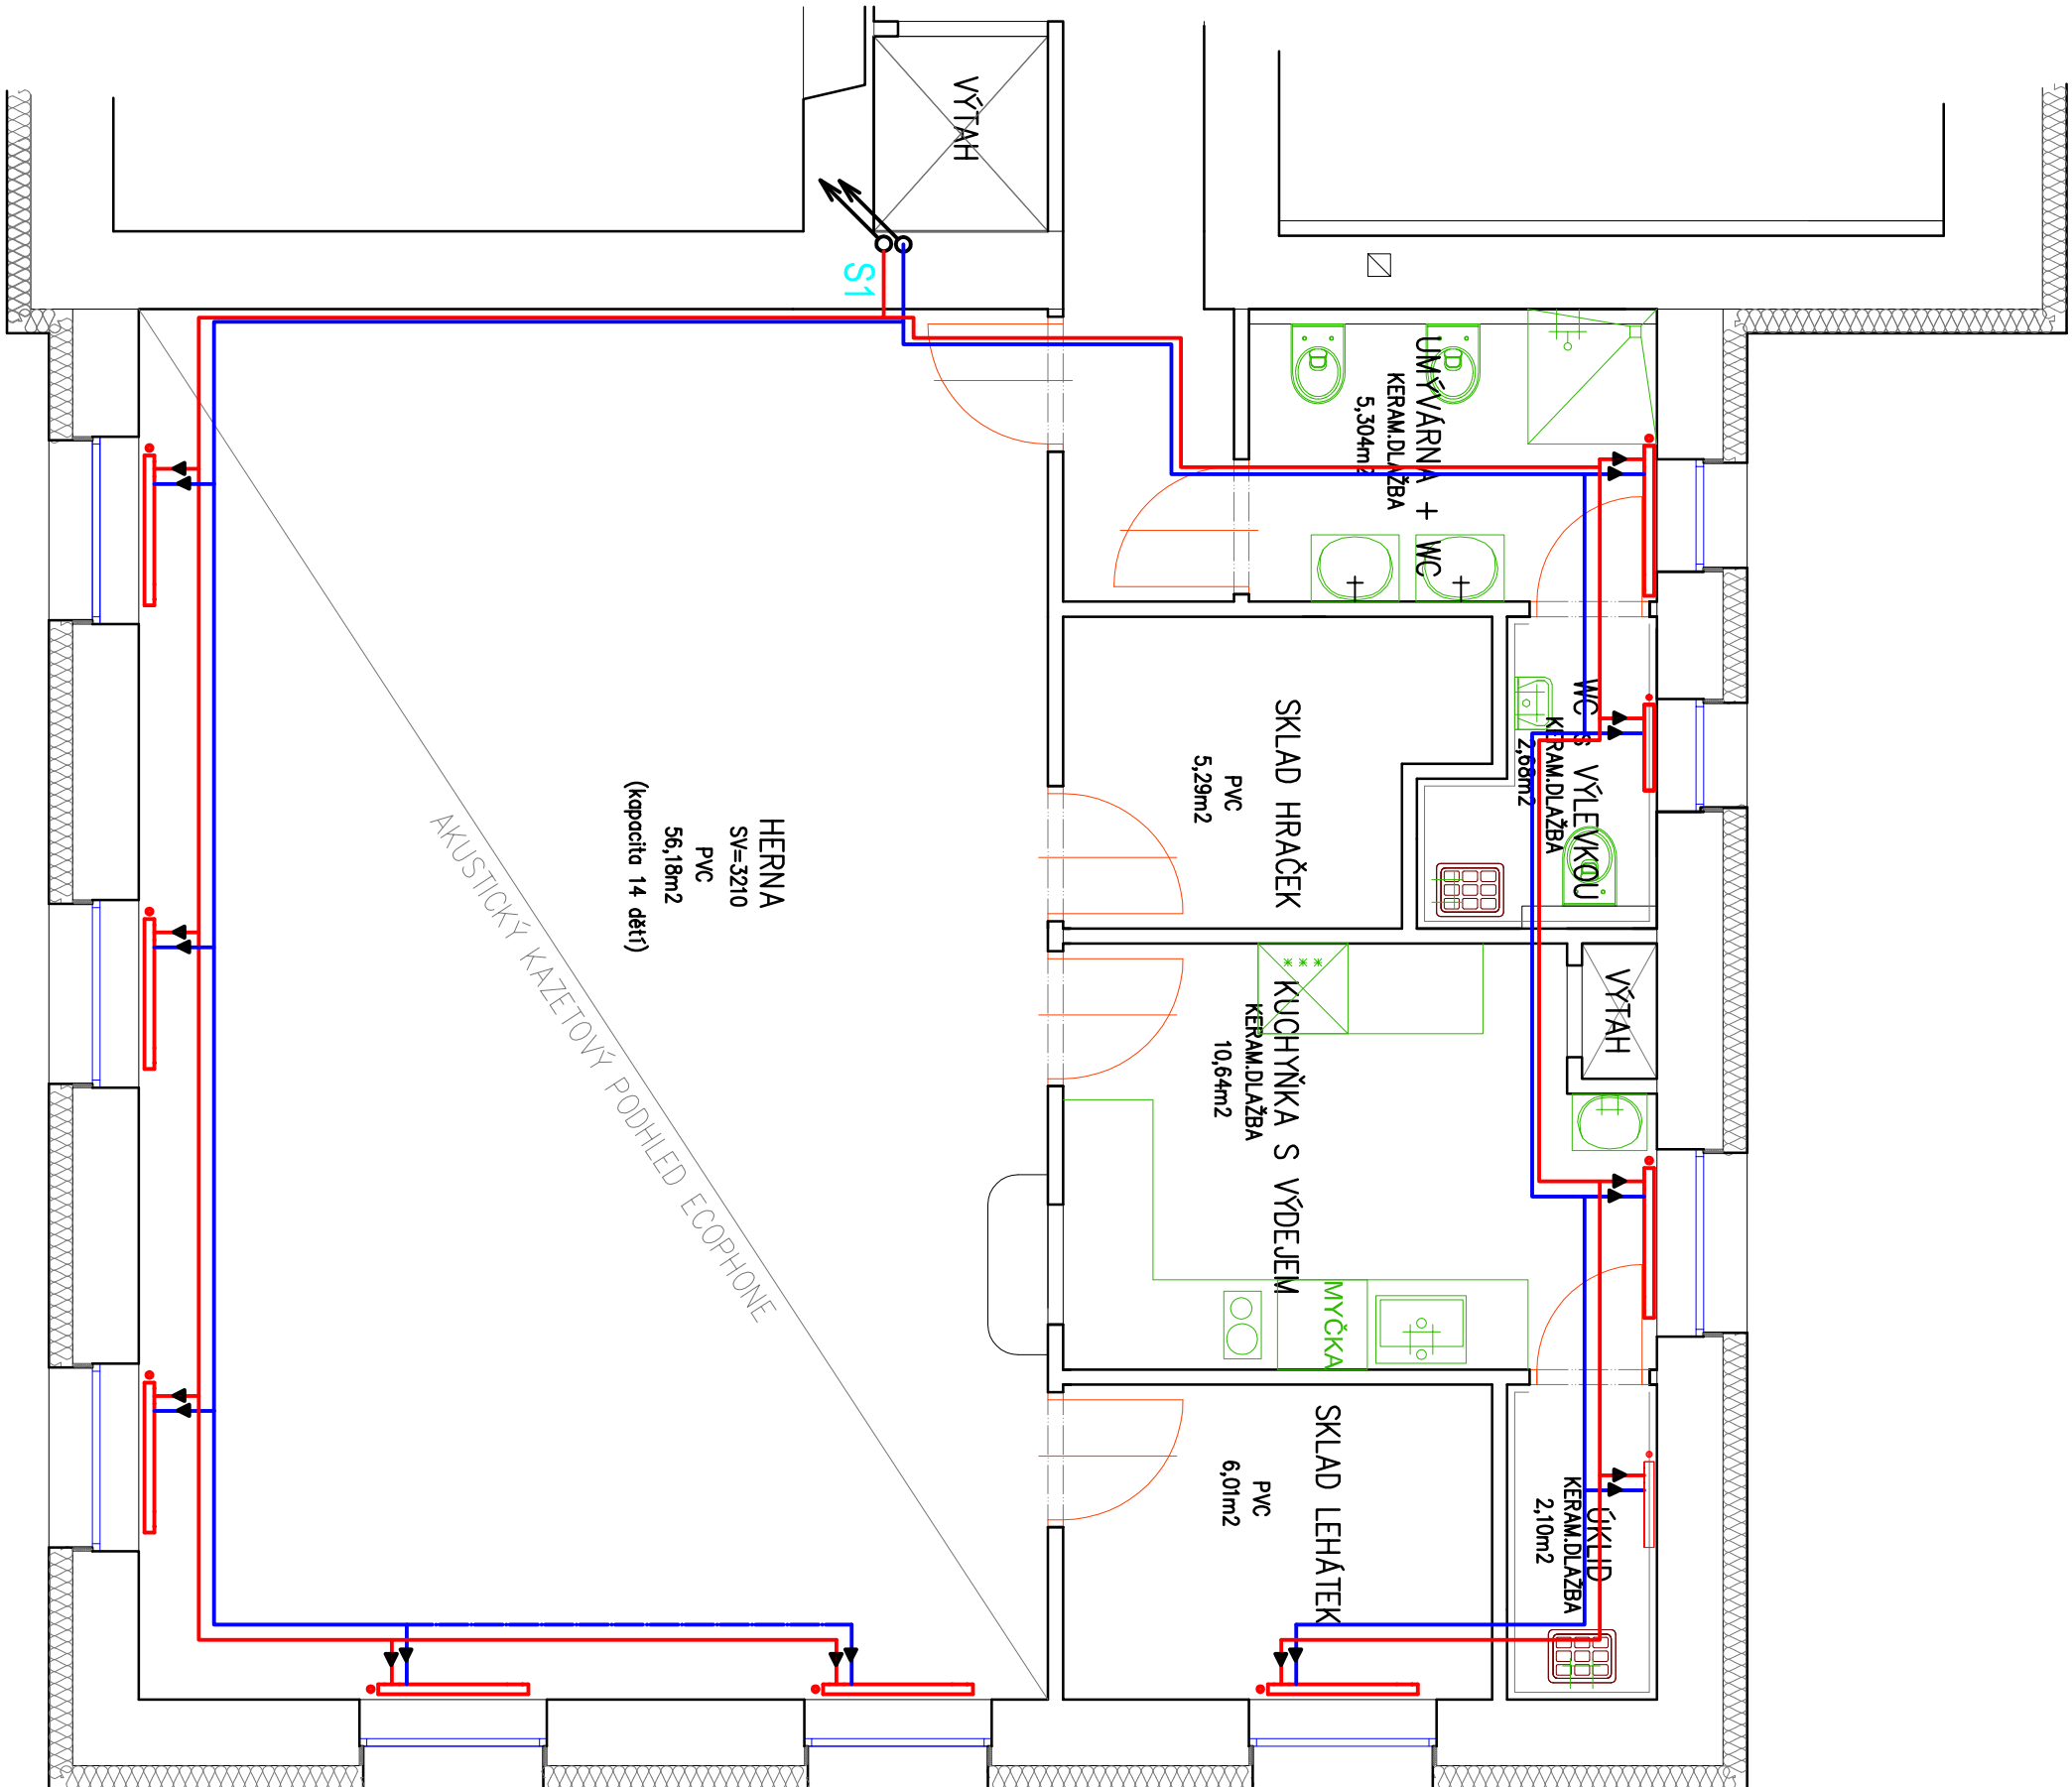 VÝTAH
S1
UMÝVÁRNA + WC
KERAM.DLAŽBA
5,304m2
WC S VÝLEVKOU
KERAM.DLAŽBA
2,68m2
SKLAD HRAČEK
PVC
5,29m2
HERNA
SV=3210
PVC
56,18m2
(kapacita 14 dětí)
AKUSTICKÝ KAZETOVÝ PODHLED ECOPHONE
VÝTAH
KUCHYŇKA S VÝDEJEM
KERAM.DLAŽBA
10,64m2
MYČKA
SKLAD LEHÁTEK
PVC
6,01m2
ÚKLID
KERAM.DLAŽBA
2,10m2